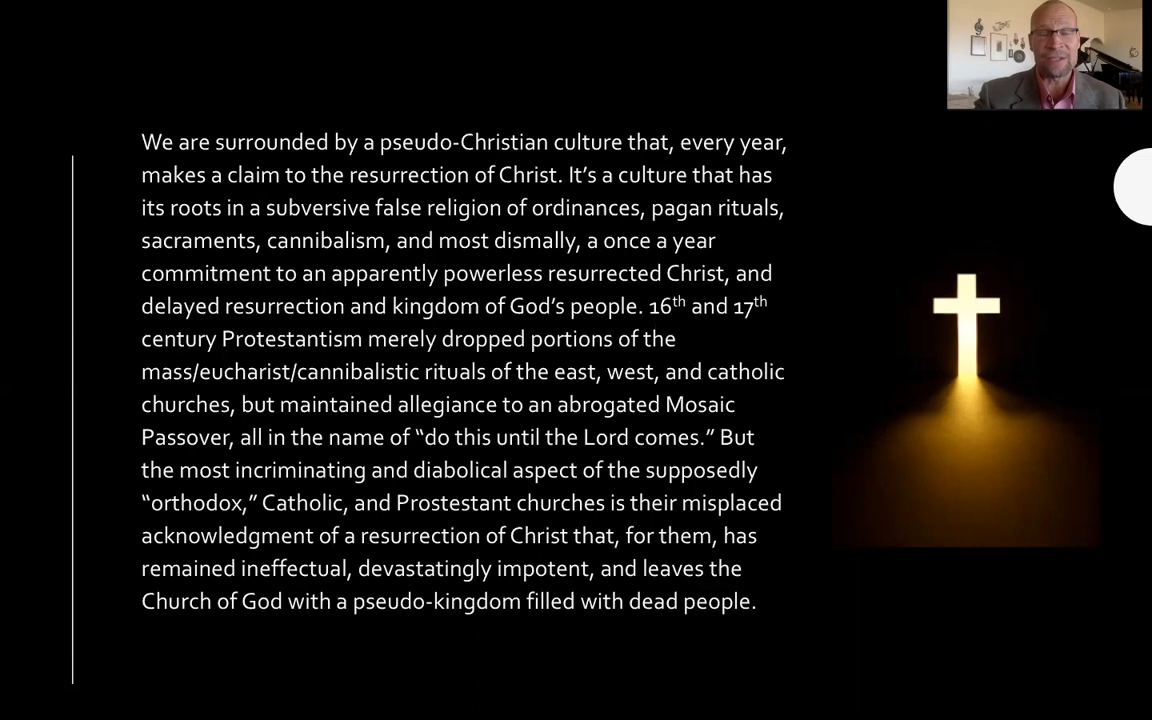 We are surrounded by a pseudo-Christian culture that, every year,
makes a claim to the resurrection of Christ. It’s a culture that has
its roots in a subversive false religion of ordinances, pagan rituals,
sacraments, cannibalism, and most dismally, a once a year
commitment to an apparently powerless resurrected Christ, and
delayed resurrection and kingdom of God’s people. 16th and 17th
century Protestantism merely dropped portions of the
mass/eucharist/cannibalistic rituals of the east, west, and catholic
churches, but maintained allegiance to an abrogated Mosaic
Passover, all in the name of “do this until the Lord comes.” But
the most incriminating and diabolical aspect of the supposedly
“orthodox,” Catholic, and Prostestant churches is their misplaced
acknowledgment of a resurrection of Christ that, for them, has
remained ineffectual, devastatingly impotent, and leaves the
Church of God with a pseudo-kingdom filled with dead people.